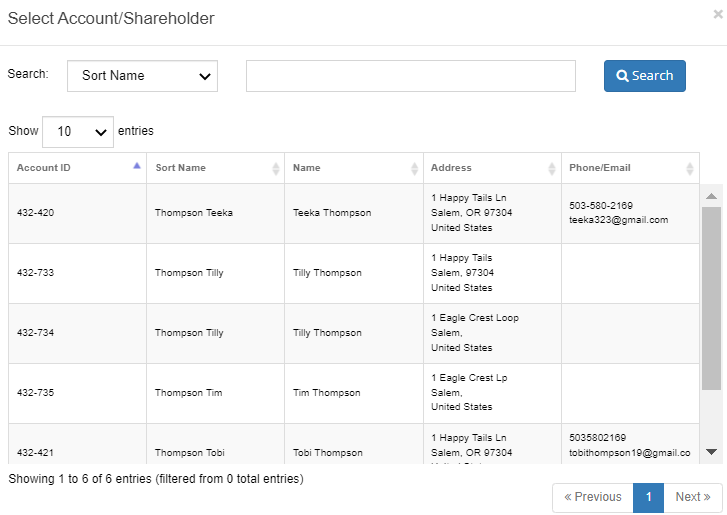 Select Account/Shareholder ×
Search: Sort Name Search
Show 10 entries
Account ID Sort Name Name Address Phone/Email
432-420 Thompson Teeka Teeka Thompson
1 Happy Tails Ln
Salem, OR 97304
United States
503-580-2169
teeka323@gmail.com
432-733 Thompson Tilly Tilly Thompson
1 Happy Tails
Salem, 97304
United States
432-734 Thompson Tilly Tilly Thompson
1 Eagle Crest Loop
Salem,
United States
432-735 Thompson Tim Tim Thompson
1 Eagle Crest Lp
Salem,
United States
432-421 Thompson Tobi Tobi Thompson
1 Happy Tails Ln
Salem, OR 97304
United States
5035802169
tobithompson19@gmail.co
Showing 1 to 6 of 6 entries (filtered from 0 total entries)
« Previous 1 Next »